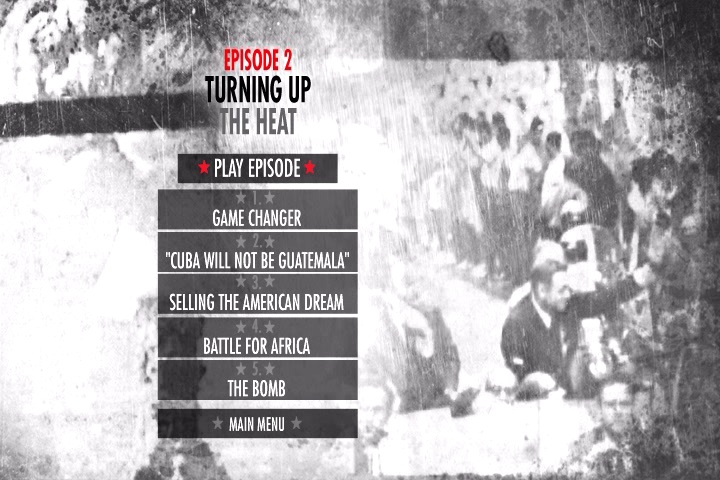 EPISODE 2
TURNING UP
THE HEAT
★ PLAY EPISODE ★
★ 1. ★
GAME CHANGER
★ 2. ★
"CUBA WILL NOT BE GUATEMALA"
★ 3. ★
SELLING THE AMERICAN DREAM
★ 4. ★
BATTLE FOR AFRICA
★ 5. ★
THE BOMB
★ MAIN MENU ★